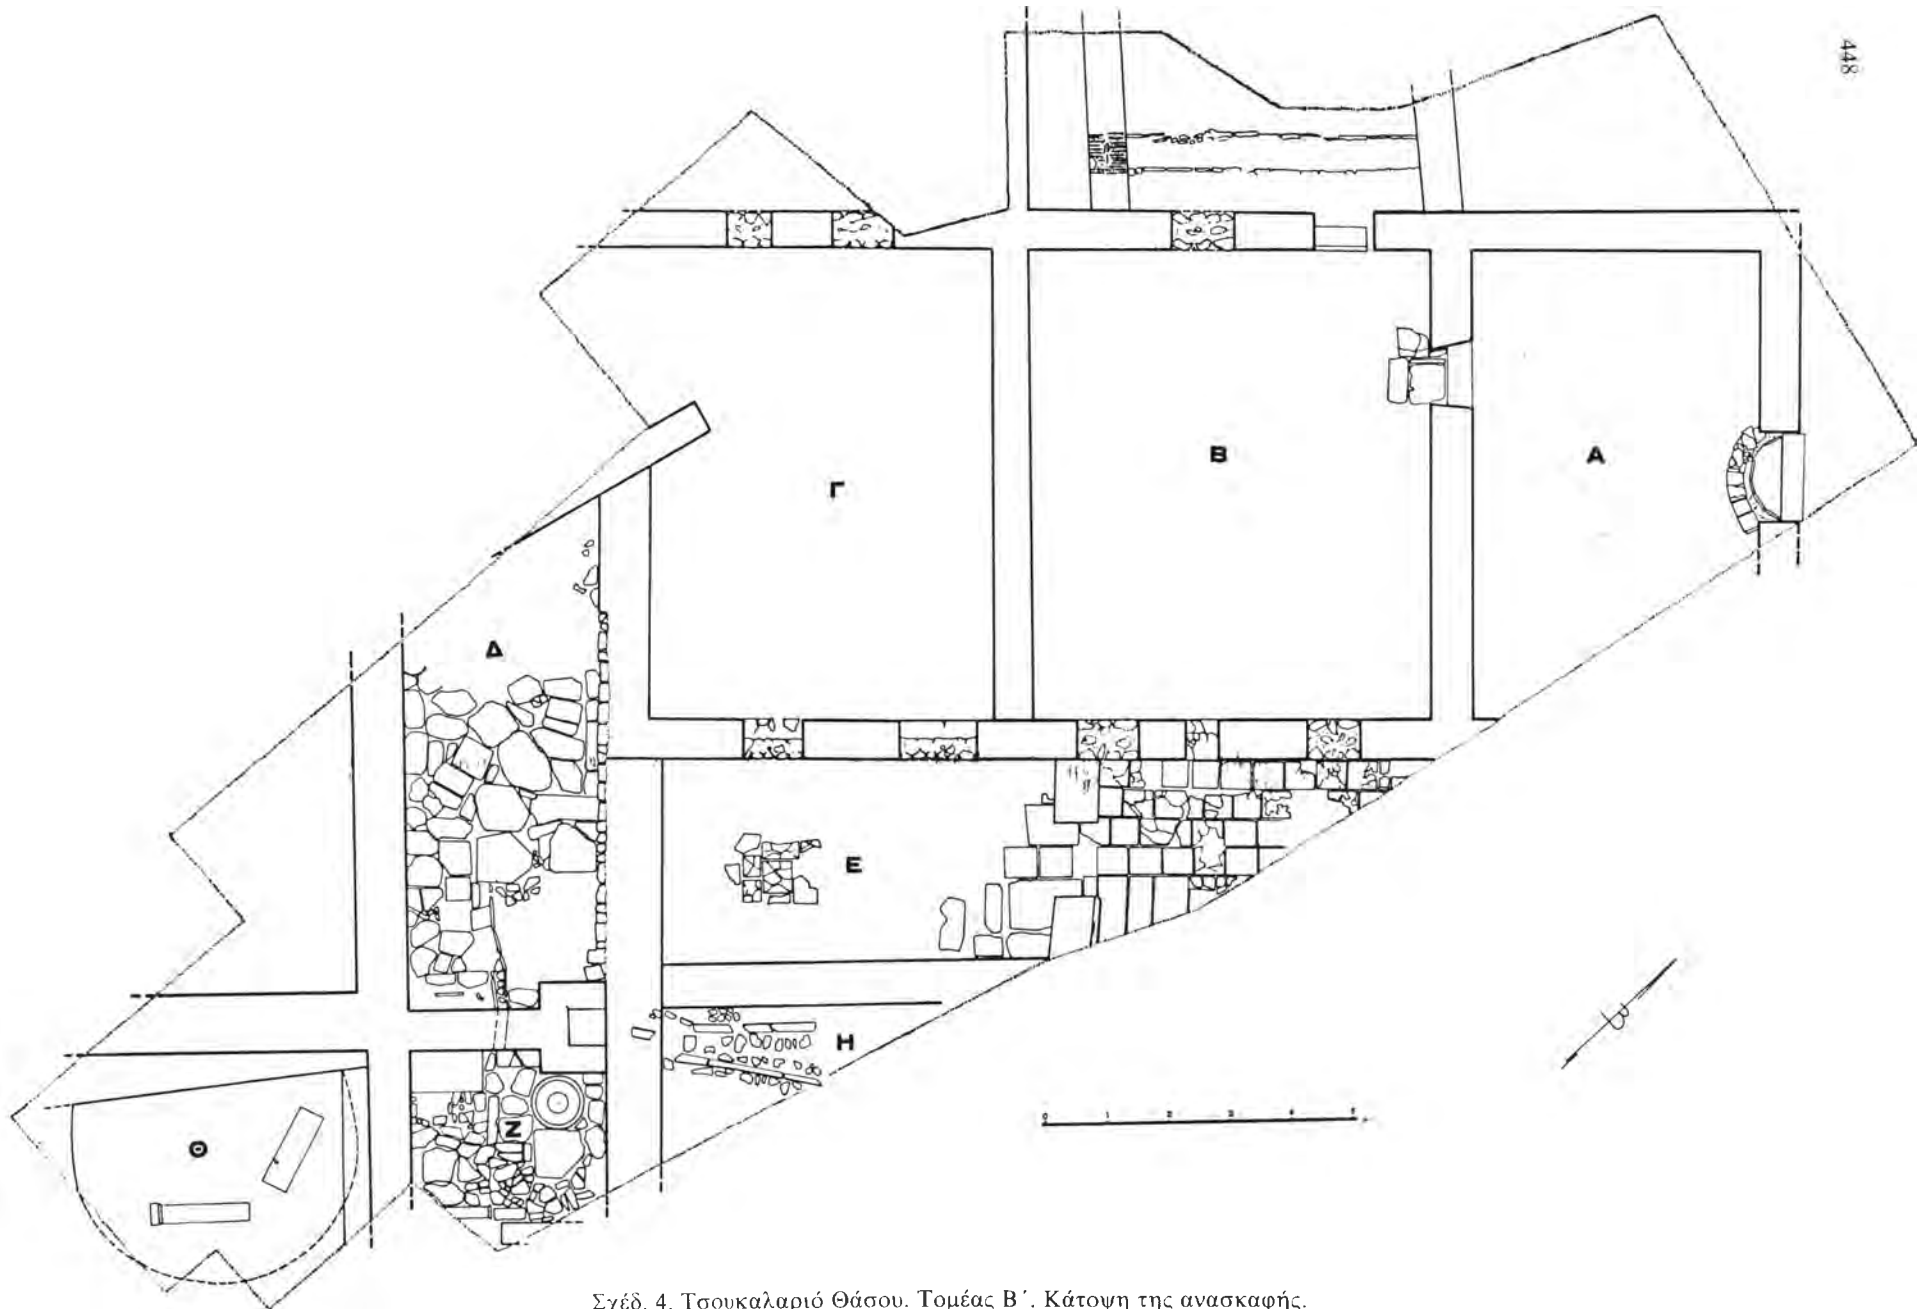 448
Α
Β
Γ
Δ
Ε
Η
Ζ
Θ
Β
0 1 2 3 4 5
Σχέδ. 4. Τσουκαλαριό Θάσου. Τομέας Β΄. Κάτοψη της ανασκαφής.